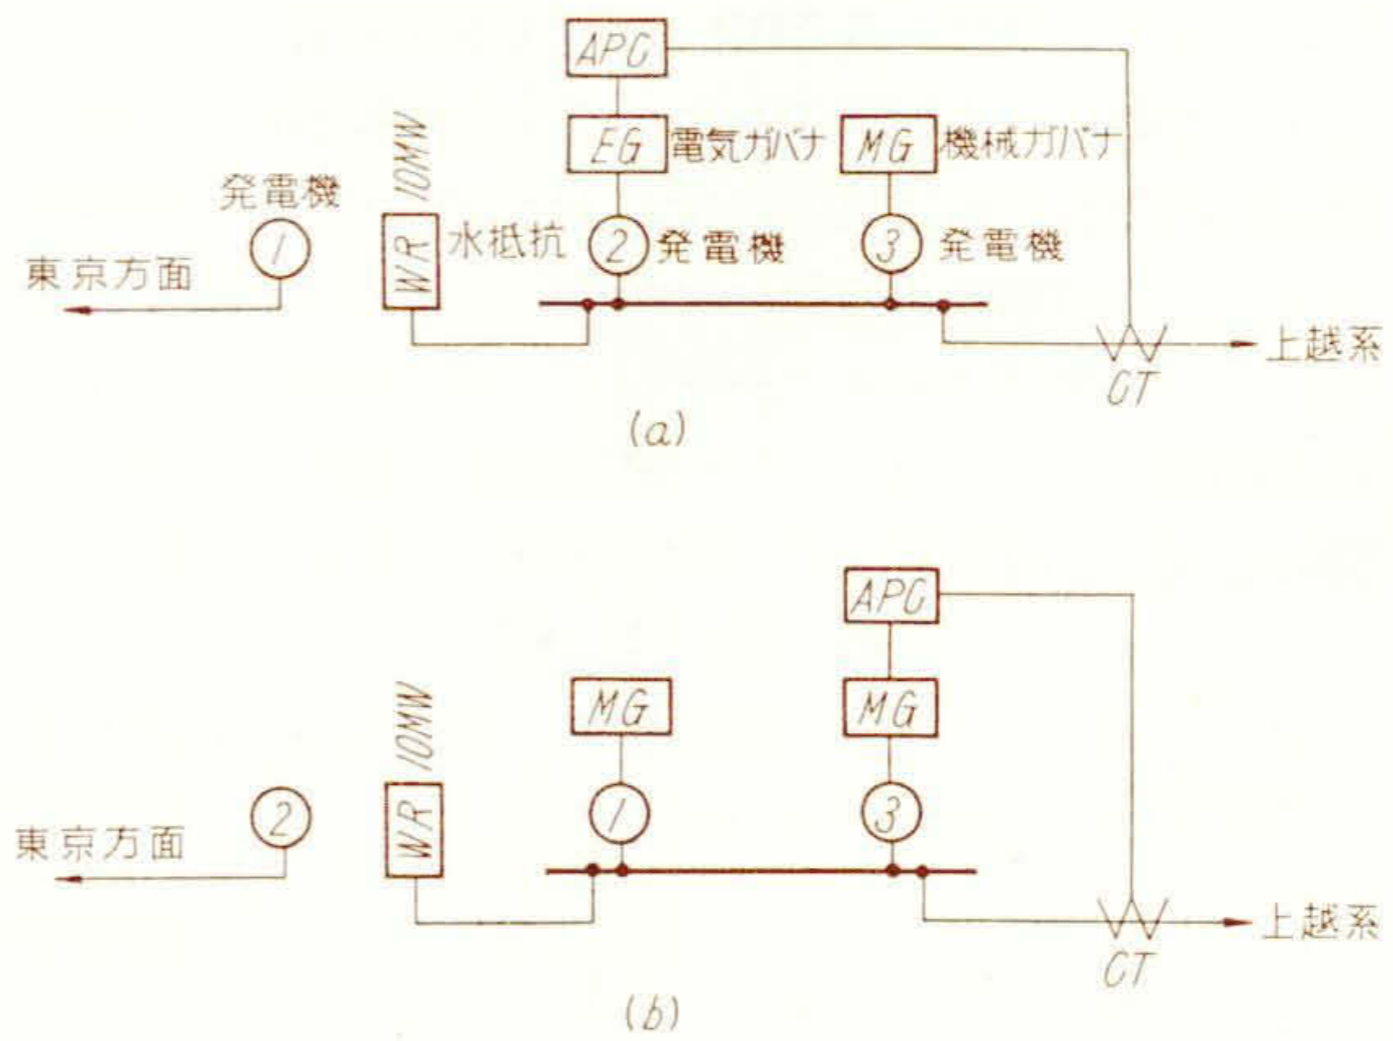 APC
EG 電気ガバナ
MG 機械ガバナ
10MW
発電機
1
WR 水抵抗
2 発電機
3 発電機
東京方面
上越系
CT
(a)
APC
MG
MG
10MW
2
WR
1
3
東京方面
上越系
CT
(b)